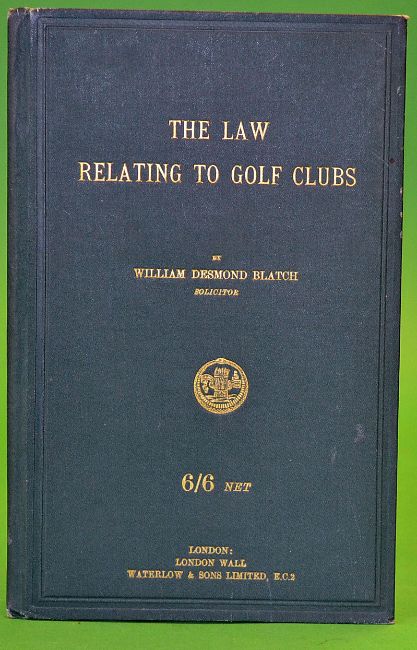 THE LAW
RELATING TO GOLF CLUBS
BY
WILLIAM DESMOND BLATCH
SOLICITOR
6/6 NET
LONDON:
LONDON WALL
WATERLOW & SONS LIMITED, E.C.2